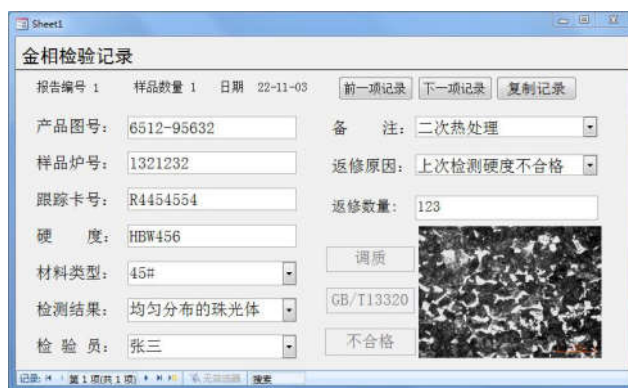 Sheet1
金相检验记录
报告编号 1 样品数量 1 日期 22-11-03 前一项记录 下一项记录 复制记录
产品图号: 6512-95632 备 注: 二次热处理
样品炉号: 1321232 返修原因: 上次检测硬度不合格
跟踪卡号: R4454554 返修数量: 123
硬 度: HBW456
调质
材料类型: 45#
检测结果: 均匀分布的珠光体 GB/T13320
检 验 员: 张三 不合格
记录: 第 1 项(共 1 项) 无筛选器 搜索